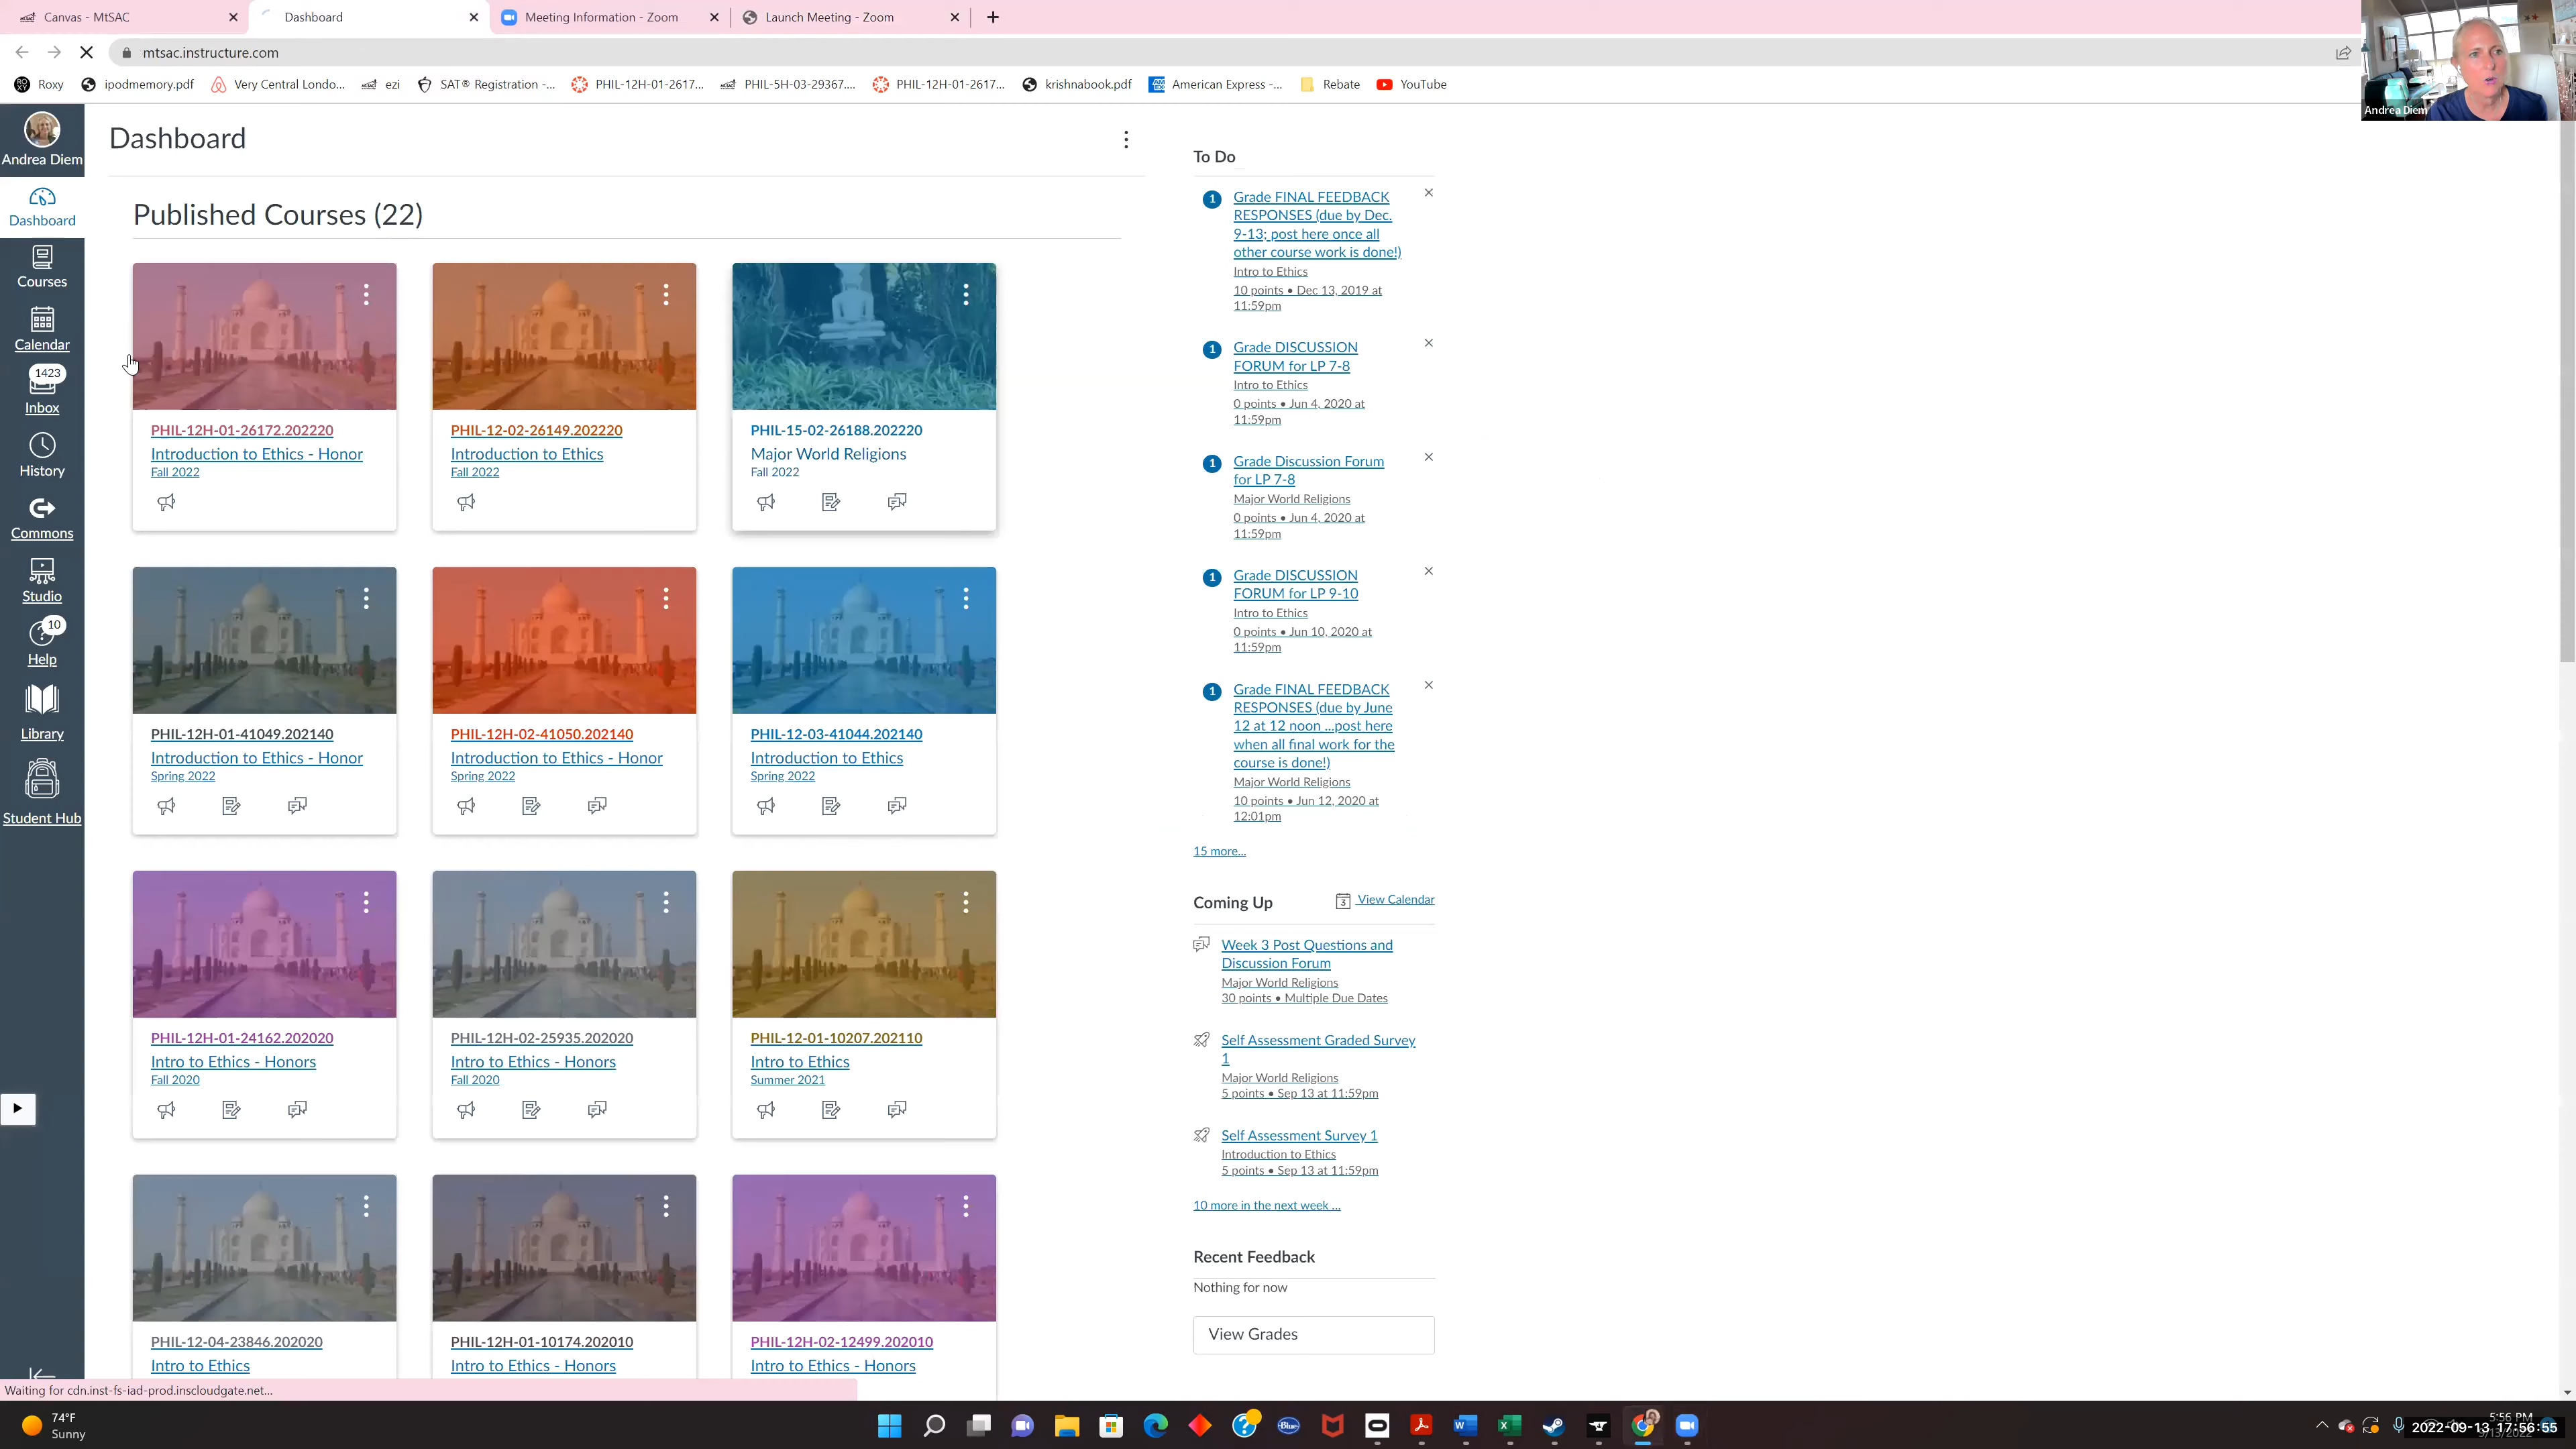 Canvas - MtSAC
Dashboard
Meeting Information - Zoom
Launch Meeting - Zoom
mtsac.instructure.com
ROXY
Roxy
ipodmemory.pdf
Very Central Londo...
ezi
SAT® Registration -...
PHIL-12H-01-2617...
PHIL-5H-03-29367....
PHIL-12H-01-2617...
krishnabook.pdf
American Express -...
Rebate
YouTube
Andrea Diem
Andrea Diem
Dashboard
Courses
Calendar
1423
Inbox
History
Commons
Studio
10
Help
Library
Student Hub
Dashboard
Published Courses (22)
PHIL-12H-01-26172.202220
Introduction to Ethics - Honor
Fall 2022
PHIL-12-02-26149.202220
Introduction to Ethics
Fall 2022
PHIL-15-02-26188.202220
Major World Religions
Fall 2022
PHIL-12H-01-41049.202140
Introduction to Ethics - Honor
Spring 2022
PHIL-12H-02-41050.202140
Introduction to Ethics - Honor
Spring 2022
PHIL-12-03-41044.202140
Introduction to Ethics
Spring 2022
PHIL-12H-01-24162.202020
Intro to Ethics - Honors
Fall 2020
PHIL-12H-02-25935.202020
Intro to Ethics - Honors
Fall 2020
PHIL-12-01-10207.202110
Intro to Ethics
Summer 2021
PHIL-12-04-23846.202020
Intro to Ethics
PHIL-12H-01-10174.202010
Intro to Ethics - Honors
PHIL-12H-02-12499.202010
Intro to Ethics - Honors
To Do
1
Grade FINAL FEEDBACK
RESPONSES (due by Dec.
9-13; post here once all
other course work is done!)
Intro to Ethics
10 points • Dec 13, 2019 at
11:59pm
1
Grade DISCUSSION
FORUM for LP 7-8
Intro to Ethics
0 points • Jun 4, 2020 at
11:59pm
1
Grade Discussion Forum
for LP 7-8
Major World Religions
0 points • Jun 4, 2020 at
11:59pm
1
Grade DISCUSSION
FORUM for LP 9-10
Intro to Ethics
0 points • Jun 10, 2020 at
11:59pm
1
Grade FINAL FEEDBACK
RESPONSES (due by June
12 at 12 noon ...post here
when all final work for the
course is done!)
Major World Religions
10 points • Jun 12, 2020 at
12:01pm
15 more...
Coming Up
3
View Calendar
Week 3 Post Questions and
Discussion Forum
Major World Religions
30 points • Multiple Due Dates
Self Assessment Graded Survey
1
Major World Religions
5 points • Sep 13 at 11:59pm
Self Assessment Survey 1
Introduction to Ethics
5 points • Sep 13 at 11:59pm
10 more in the next week ...
Recent Feedback
Nothing for now
View Grades
Waiting for cdn.inst-fs-iad-prod.inscloudgate.net...
74°F
Sunny
Blue
5:56 PM
2022-09-13 17:56:55